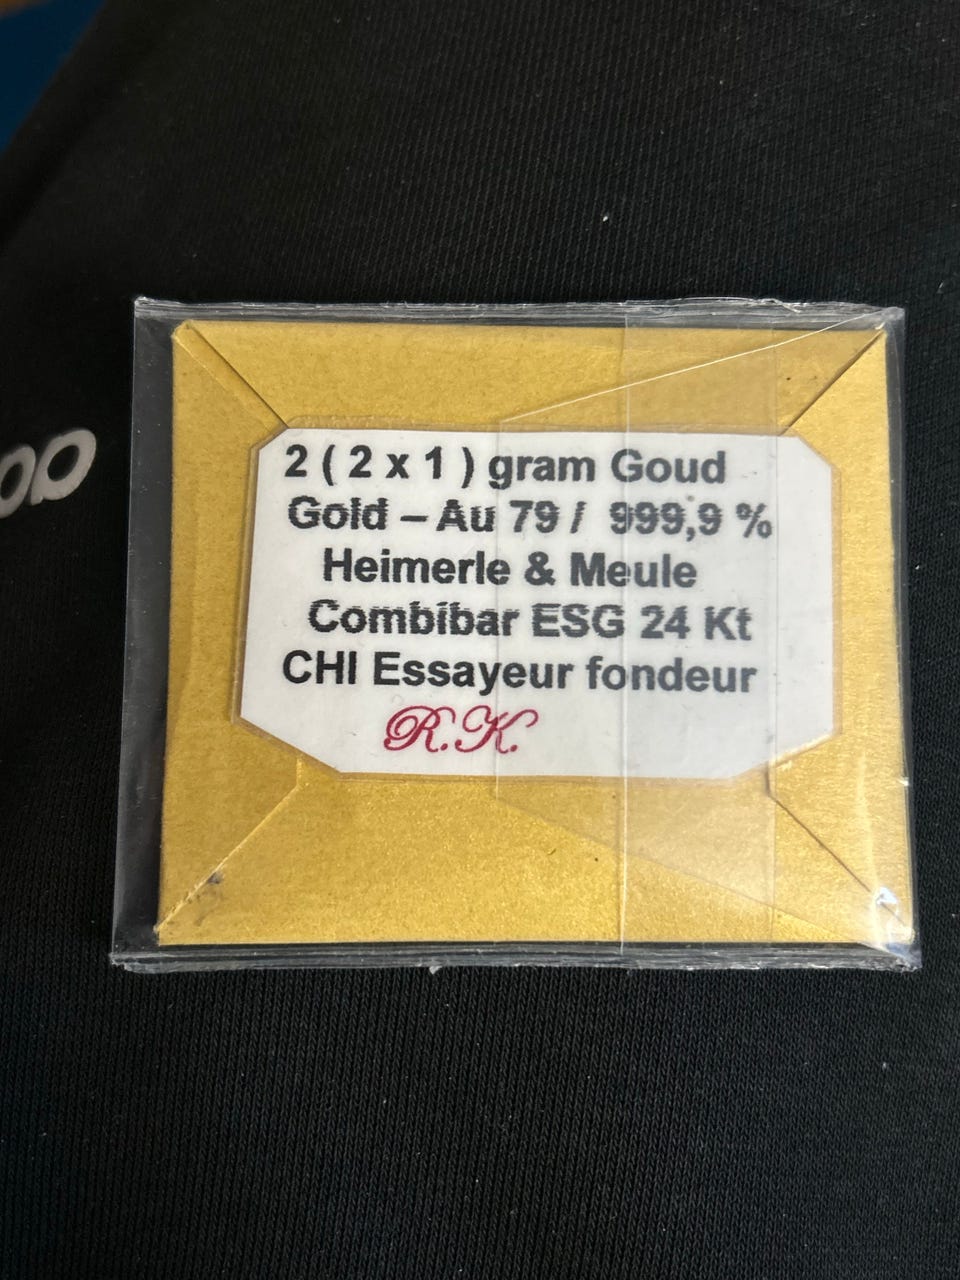 2 ( 2 x 1 ) gram Goud
Gold – Au 79 / 999,9 %
Heimerle & Meule
Combibar ESG 24 Kt
CHI Essayeur fondeur
R.K.